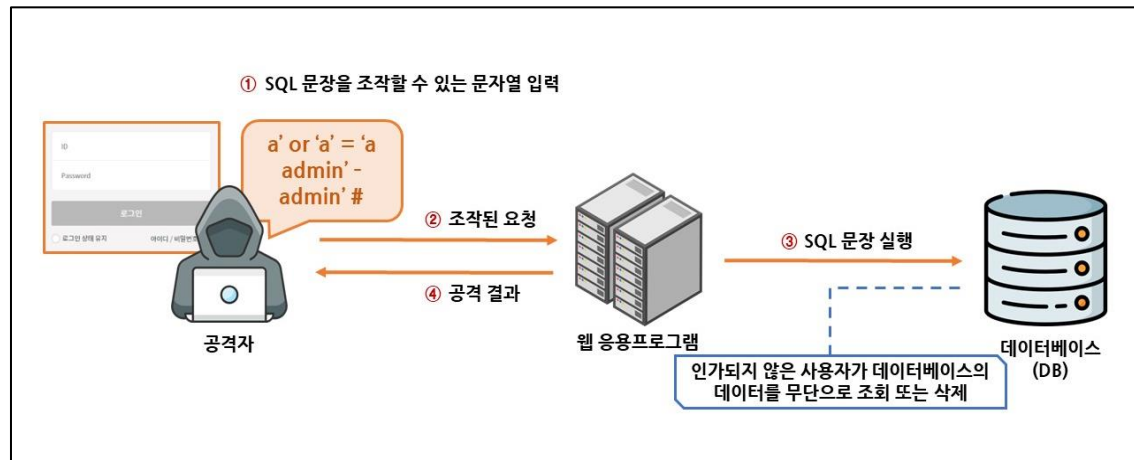 ① SQL 문장을 조작할 수 있는 문자열 입력
ID
Password
로그인
로그인 상태 유지
아이디 / 비밀번호
a’ or ‘a’ = ‘a
admin’ -
admin’ #
② 조작된 요청
④ 공격 결과
③ SQL 문장 실행
공격자
웹 응용프로그램
데이터베이스
(DB)
인가되지 않은 사용자가 데이터베이스의
데이터를 무단으로 조회 또는 삭제